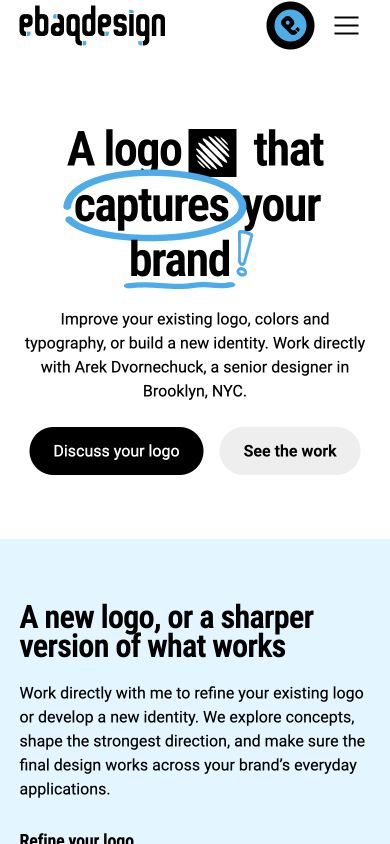 ebaqdesign
A logo that
captures your
brand!
Improve your existing logo, colors and
typography, or build a new identity. Work directly
with Arek Dvornechuck, a senior designer in
Brooklyn, NYC.
Discuss your logo
See the work
A new logo, or a sharper
version of what works
Work directly with me to refine your existing logo
or develop a new identity. We explore concepts,
shape the strongest direction, and make sure the
final design works across your brand’s everyday
applications.
Refine your logo